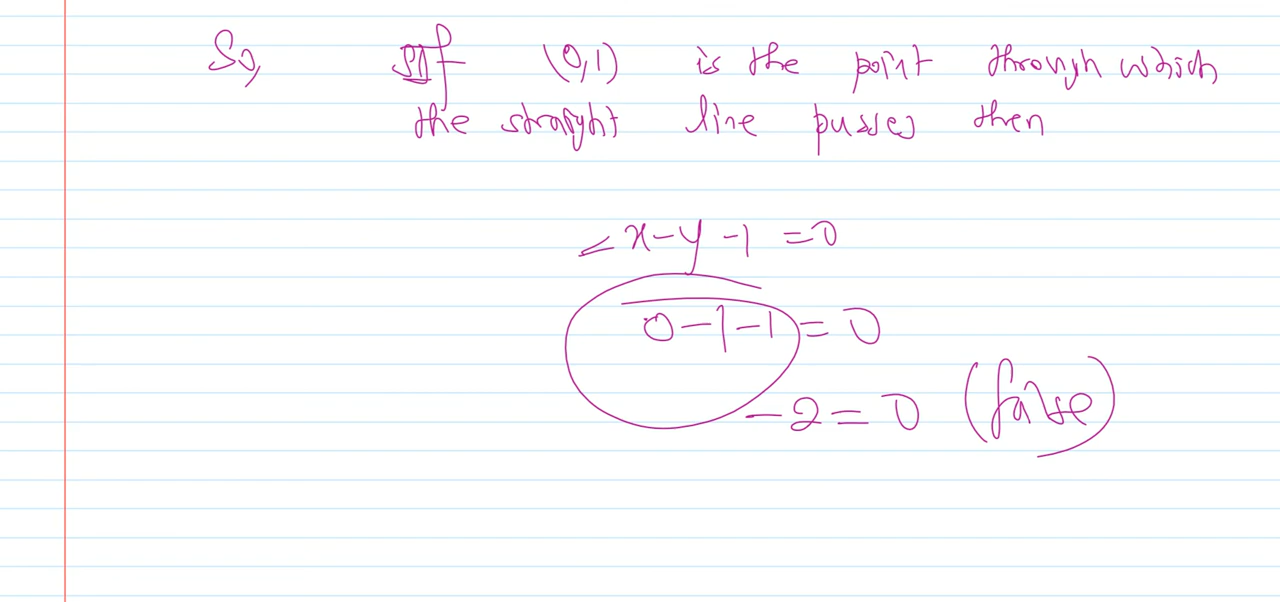 So, If (0,1) is the point through which
the straight line passes then
x-y-1 =0
0-1-1=0
-2=0 (false)